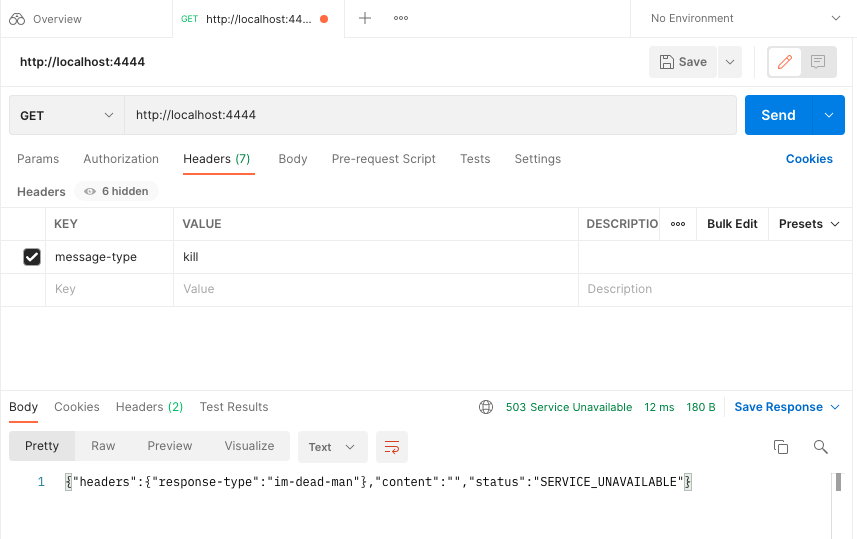 Overview
GET http://localhost:44...
No Environment
http://localhost:4444
Save
GET http://localhost:4444 Send
Params Authorization Headers (7) Body Pre-request Script Tests Settings Cookies
Headers 6 hidden
KEY VALUE DESCRIPTIO Bulk Edit Presets
message-type kill
Key Value Description
Body Cookies Headers (2) Test Results 503 Service Unavailable 12 ms 180 B Save Response
Pretty Raw Preview Visualize Text
1 {"headers":{"response-type":"im-dead-man"},"content":"","status":"SERVICE_UNAVAILABLE"}